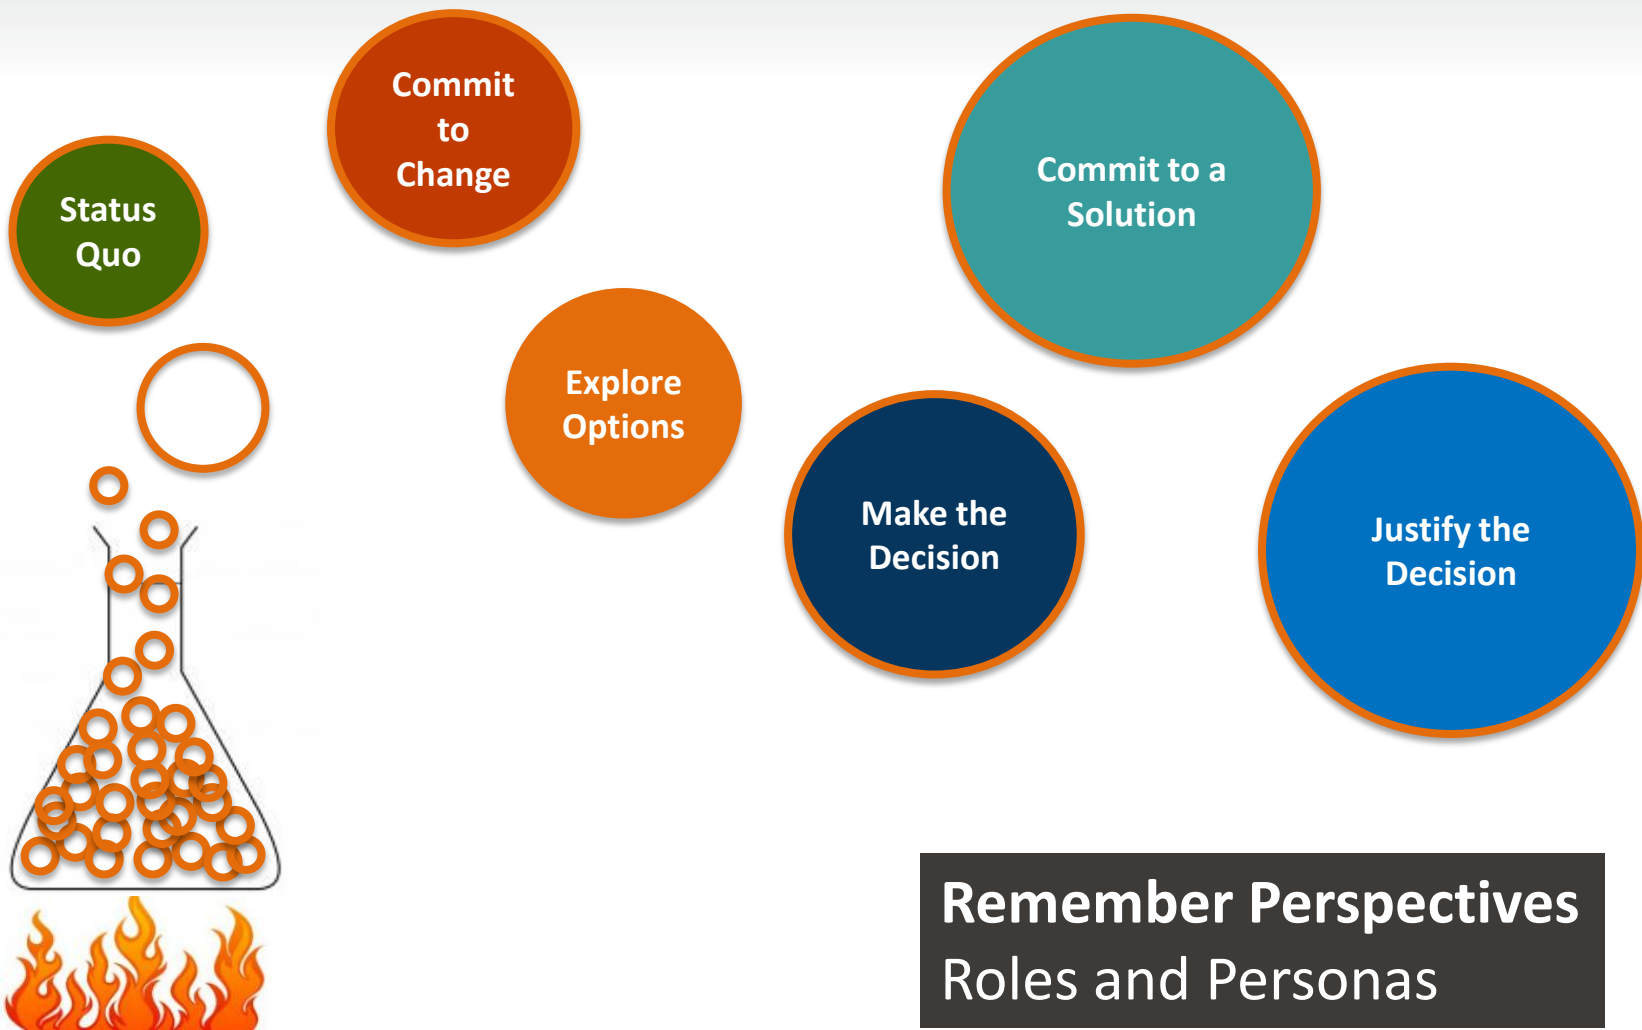 Status
Quo
Commit
to
Change
Explore
Options
Commit to a
Solution
Make the
Decision
Justify the
Decision
Remember Perspectives
Roles and Personas